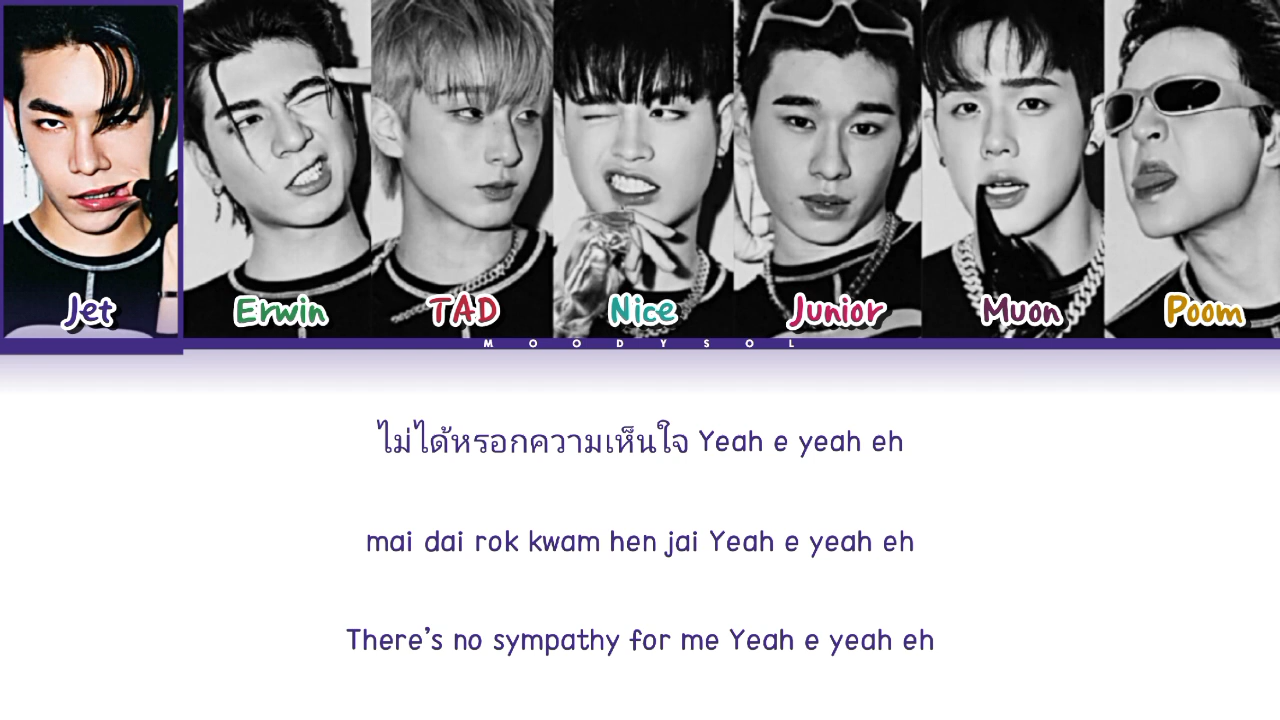 Jet Erwin TAD Nice Junior Muon Poom
MOODYSOL
ไม่ได้หรอกความเห็นใจ Yeah e yeah eh
mai dai rok kwam hen jai Yeah e yeah eh
There's no sympathy for me Yeah e yeah eh